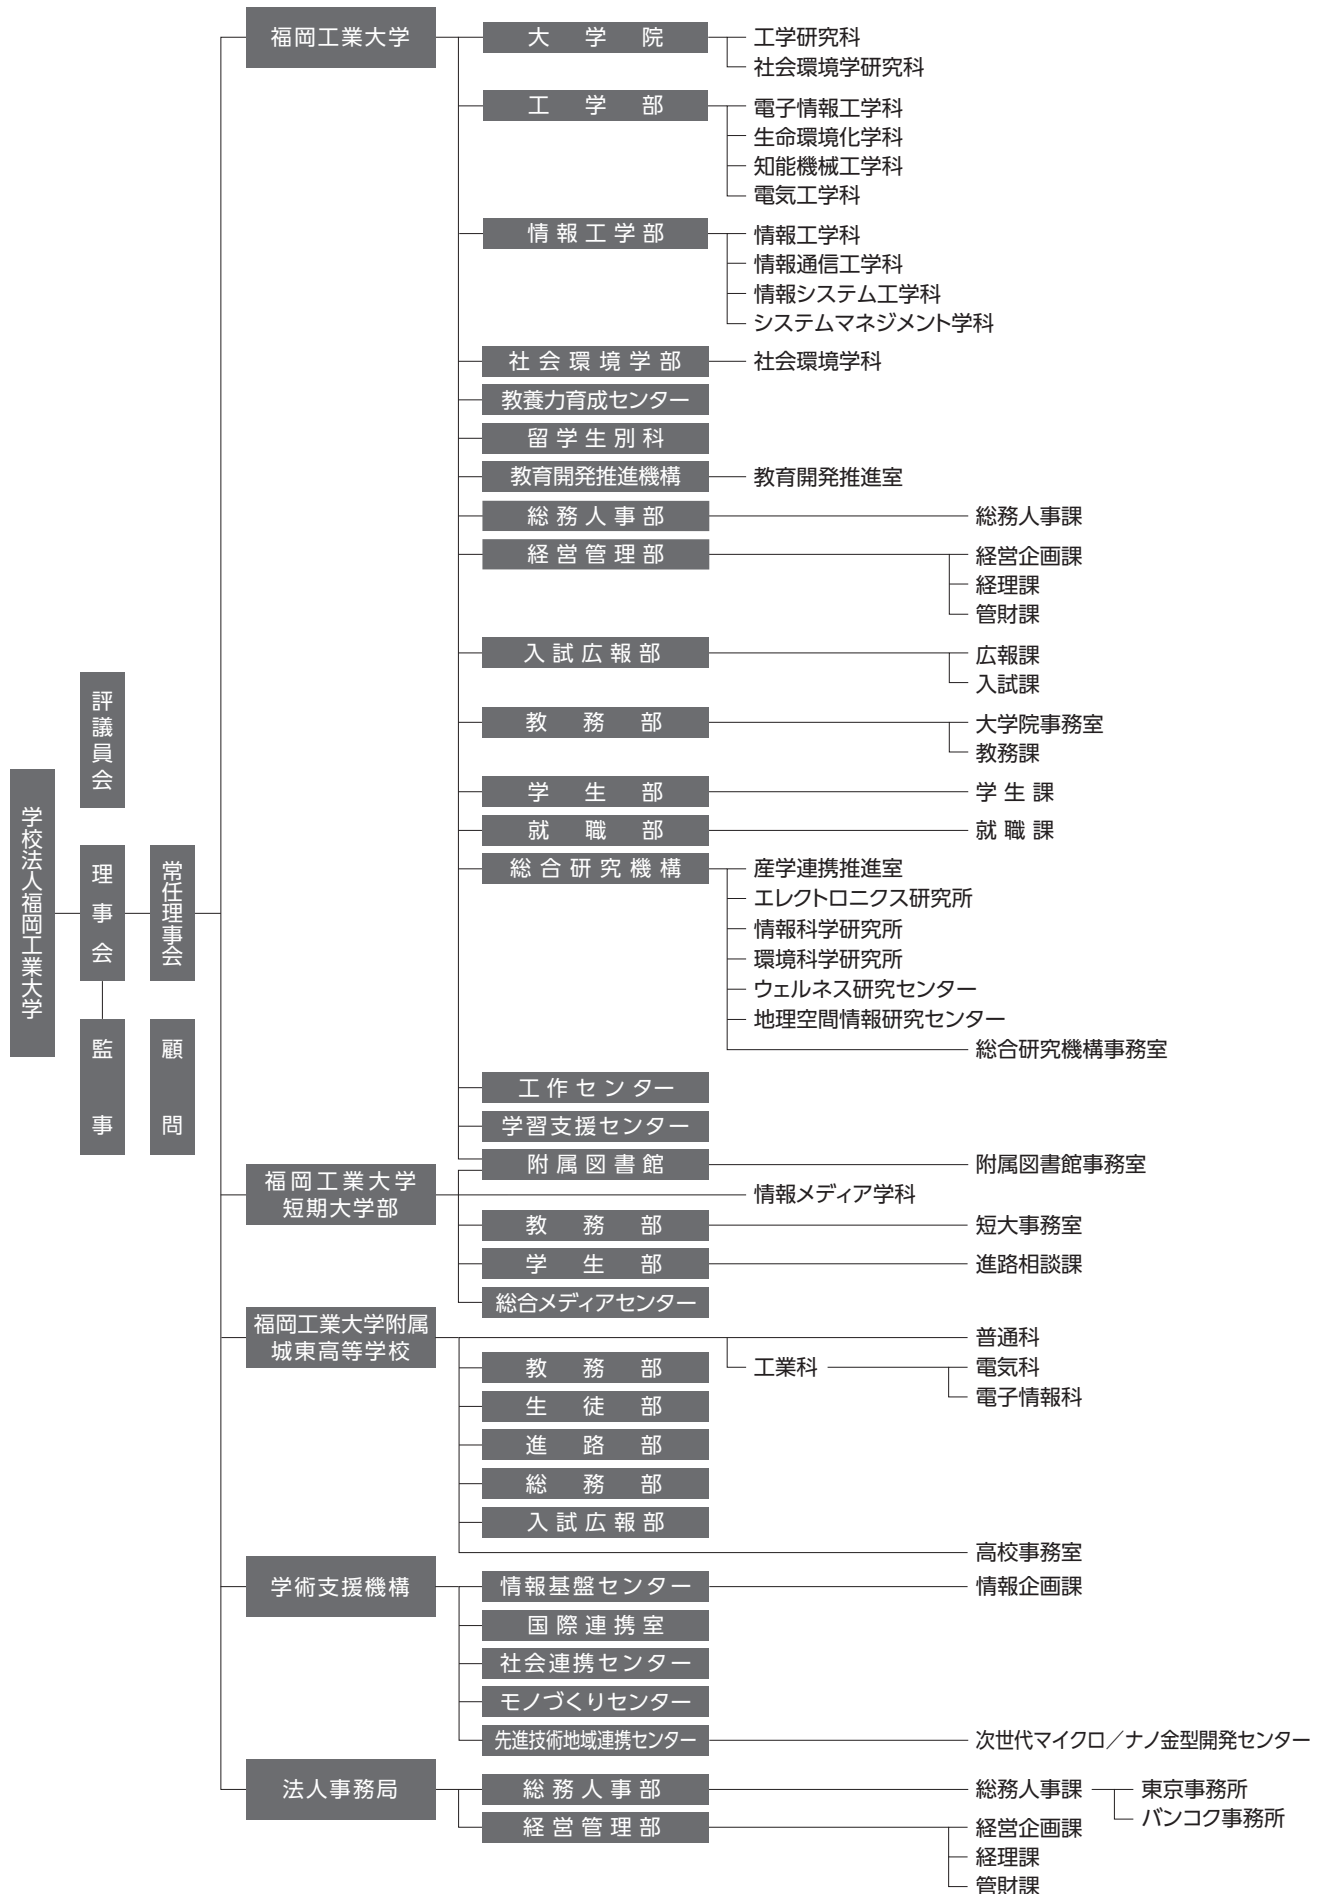 学校法人福岡工業大学
評議員会
理事会
監事
常任理事会
顧問
福岡工業大学
大学院
工学研究科
社会環境学研究科
工学部
電子情報工学科
生命環境化学科
知能機械工学科
電気工学科
情報工学部
情報工学科
情報通信工学科
情報システム工学科
システムマネジメント学科
社会環境学部
社会環境学科
教養力育成センター
留学生別科
教育開発推進機構
教育開発推進室
総務人事部
総務人事課
経営管理部
経営企画課
経理課
管財課
入試広報部
広報課
入試課
教務部
大学院事務室
教務課
学生部
学生課
就職部
就職課
総合研究機構
産学連携推進室
エレクトロニクス研究所
情報科学研究所
環境科学研究所
ウェルネス研究センター
地理空間情報研究センター
総合研究機構事務室
工作センター
学習支援センター
附属図書館
附属図書館事務室
福岡工業大学
短期大学部
情報メディア学科
教務部
短大事務室
学生部
進路相談課
総合メディアセンター
福岡工業大学附属
城東高等学校
普通科
工業科
電気科
電子情報科
教務部
生徒部
進路部
総務部
入試広報部
高校事務室
学術支援機構
情報基盤センター
情報企画課
国際連携室
社会連携センター
モノづくりセンター
先進技術地域連携センター
次世代マイクロ／ナノ金型開発センター
法人事務局
総務人事部
総務人事課
東京事務所
バンコク事務所
経営管理部
経営企画課
経理課
管財課